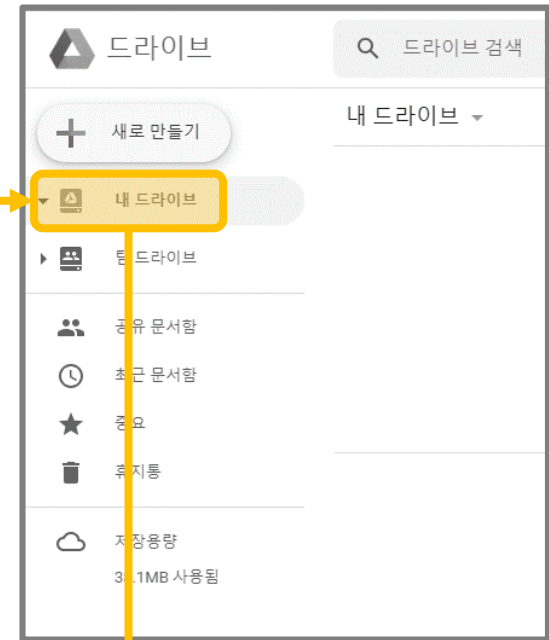 드라이브
드라이브 검색
새로 만들기
내 드라이브
내 드라이브
팀 드라이브
공유 문서함
최근 문서함
중요
휴지통
저장용량
사용됨